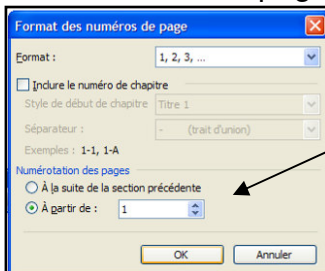 Format des numéros de page
Format : 1, 2, 3, ...
Inclure le numéro de chapitre
Style de début de chapitre Titre 1
Séparateur : - (trait d'union)
Exemples : 1-1, 1-A
Numérotation des pages
À la suite de la section précédente
À partir de : 1
OK Annuler